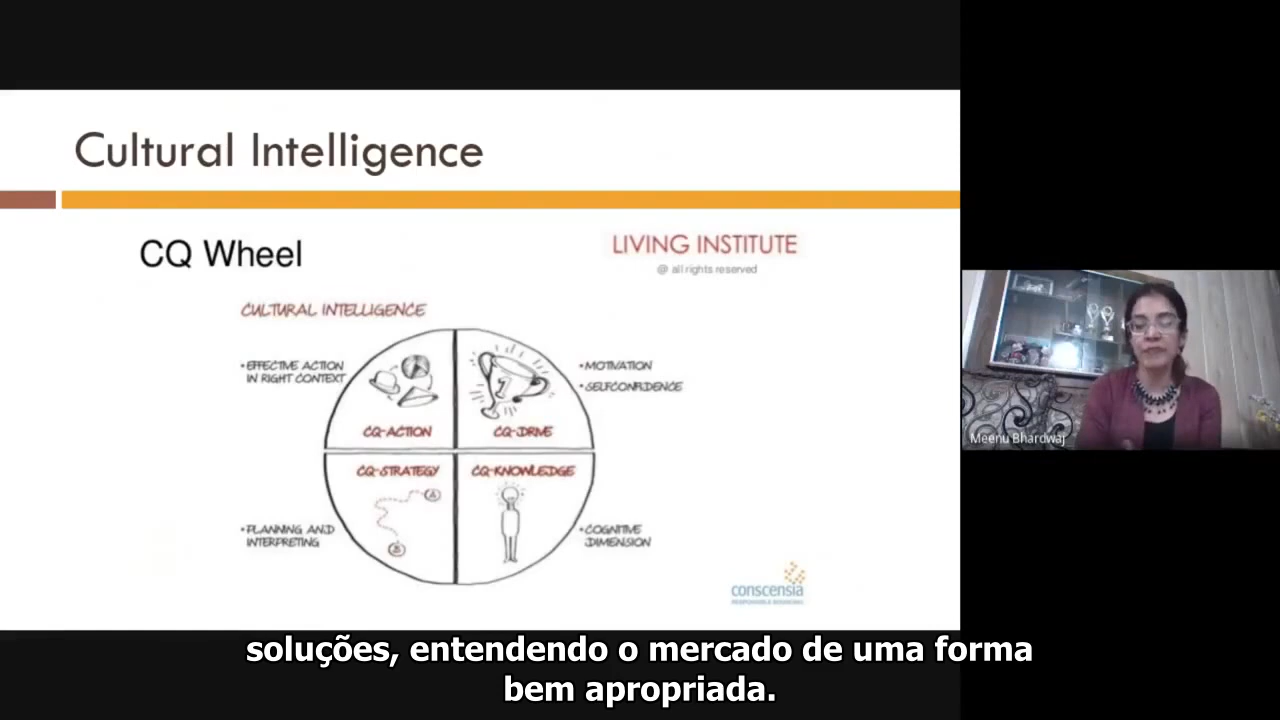 Cultural Intelligence
CQ Wheel
LIVING INSTITUTE
@ all rights reserved
CULTURAL INTELLIGENCE
• EFFECTIVE ACTION
IN RIGHT CONTEXT
• MOTIVATION
• SELFCONFIDENCE
CQ-ACTION
CQ-DRIVE
CQ-STRATEGY
CQ-KNOWLEDGE
A
B
• PLANNING AND
INTERPRETING
• COGNITIVE
DIMENSION
conscensia
Meenu Bhardwaj
soluções, entendendo o mercado de uma forma
bem apropriada.